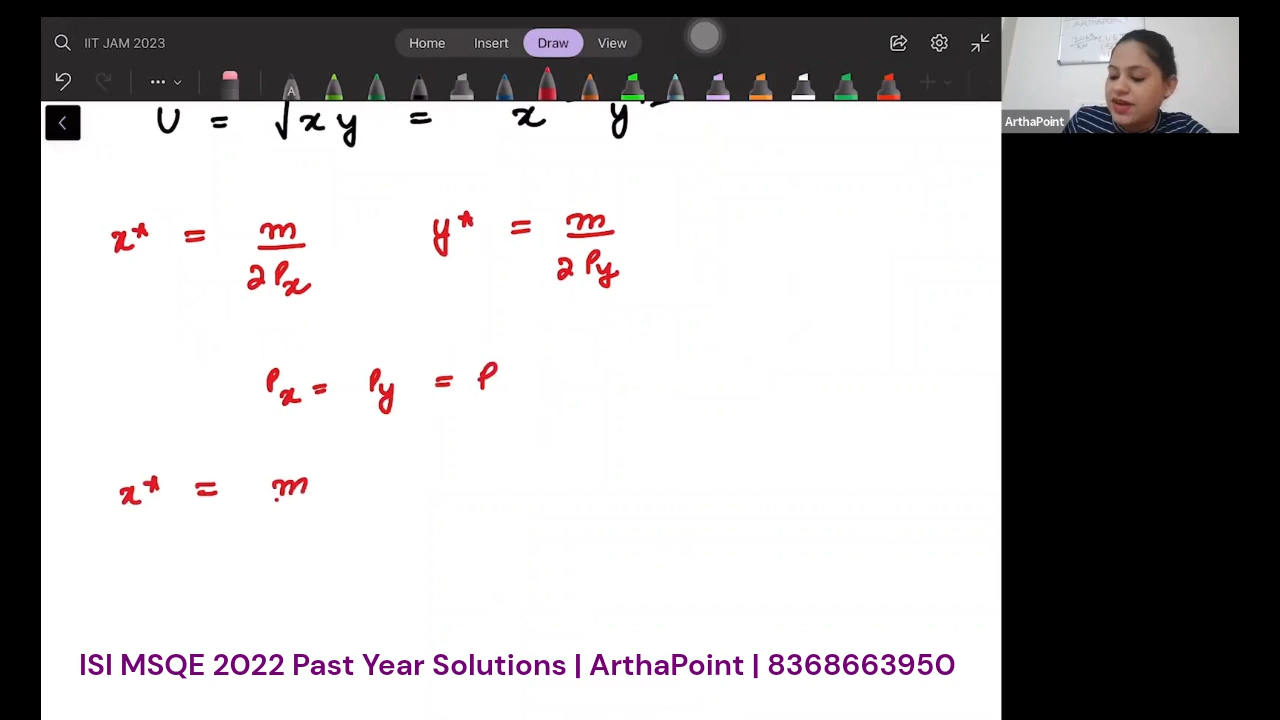 IIT JAM 2023
Home Insert Draw View
A
U = √xy = x y
ArthaPoint
x* = m/2Px y* = m/2Py
Px = Py = P
x* = m
ISI MSQE 2022 Past Year Solutions | ArthaPoint | 8368663950